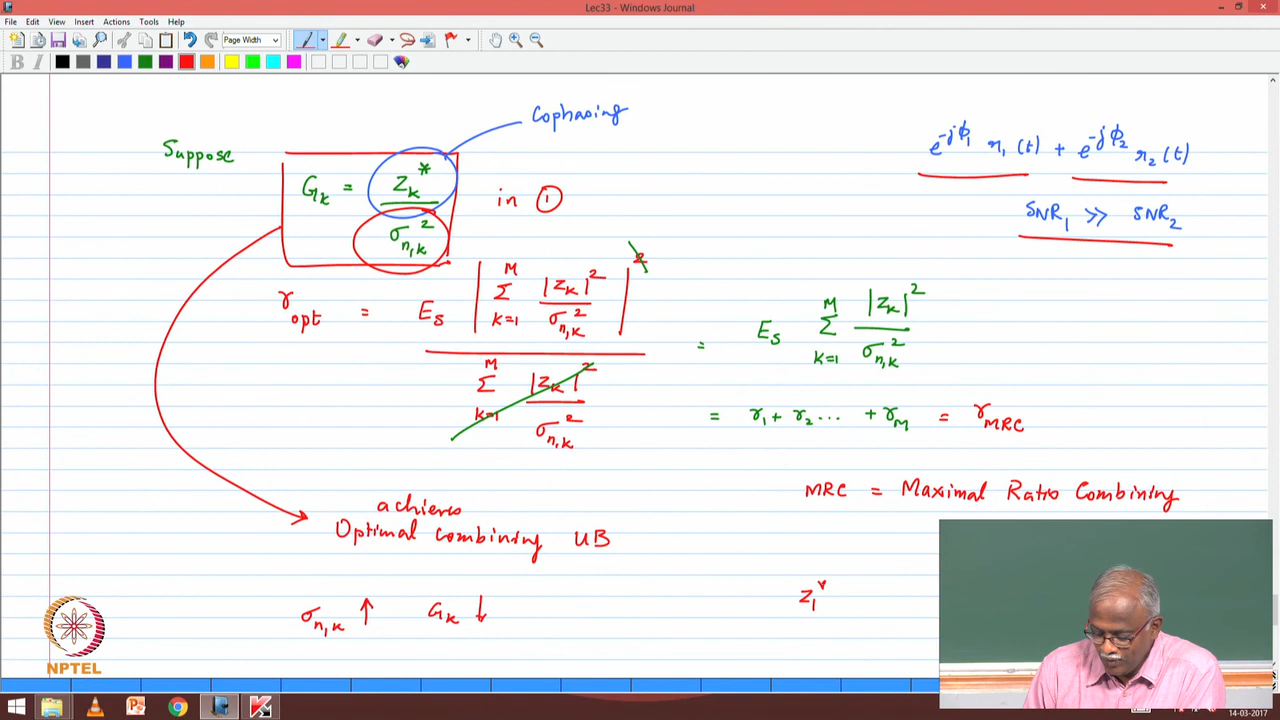 Lec33 - Windows Journal
File Edit View Insert Actions Tools Help
Page Width
Cophasing
Suppose
G_k = Z_k^* / σ_{n,k}^2 in ①
e^{-jϕ_1} r_1(t) + e^{-jϕ_2} r_2(t)
SNR_1 >> SNR_2
γ_opt = E_s | Σ_{k=1}^{M} |Z_k|^2 / σ_{n,k}^2 |^2 / Σ_{k=1}^{M} |Z_k|^2 / σ_{n,k}^2 = E_s Σ_{k=1}^{M} |Z_k|^2 / σ_{n,k}^2
= γ_1 + γ_2 ... + γ_M = γ_MRC
MRC = Maximal Ratio Combining
achieves
Optimal combining UB
σ_{n,k} ↑ G_k ↓
Z_1^*
NPTEL
14-03-2017